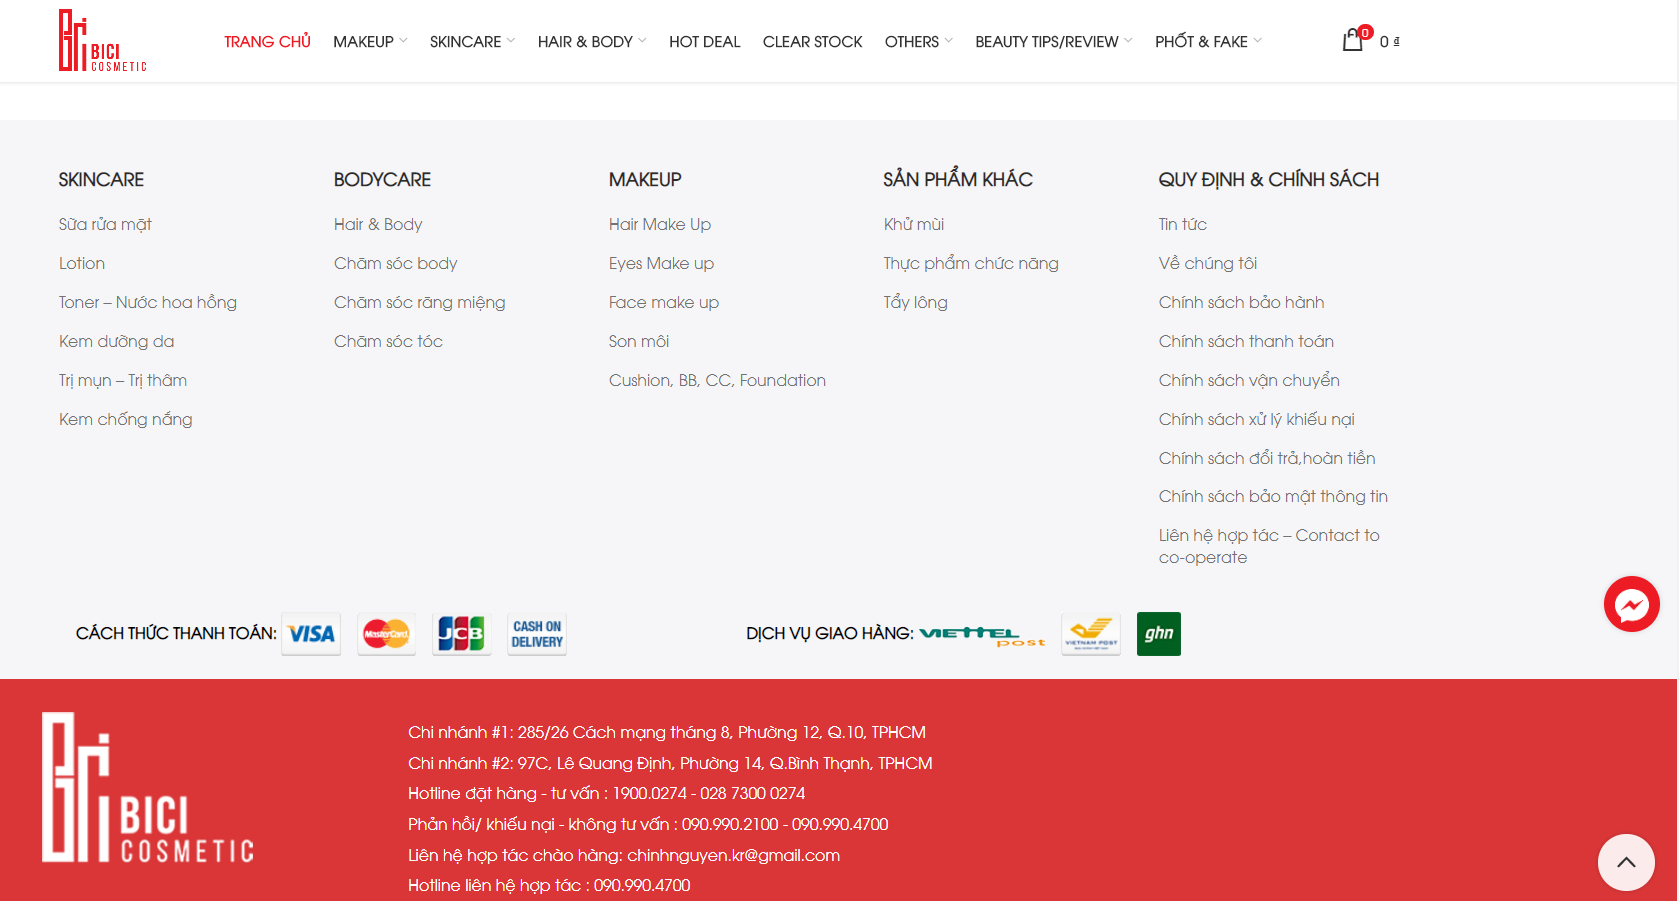 BICI
COSMETIC
TRANG CHỦ MAKEUP SKINCARE HAIR & BODY HOT DEAL CLEAR STOCK OTHERS BEAUTY TIPS/REVIEW PHỐT & FAKE 0 0 ₫
SKINCARE
Sữa rửa mặt
Lotion
Toner – Nước hoa hồng
Kem dưỡng da
Trị mụn – Trị thâm
Kem chống nắng
BODYCARE
Hair & Body
Chăm sóc body
Chăm sóc răng miệng
Chăm sóc tóc
MAKEUP
Hair Make Up
Eyes Make up
Face make up
Son môi
Cushion, BB, CC, Foundation
SẢN PHẨM KHÁC
Khử mùi
Thực phẩm chức năng
Tẩy lông
QUY ĐỊNH & CHÍNH SÁCH
Tin tức
Về chúng tôi
Chính sách bảo hành
Chính sách thanh toán
Chính sách vận chuyển
Chính sách xử lý khiếu nại
Chính sách đổi trả,hoàn tiền
Chính sách bảo mật thông tin
Liên hệ hợp tác – Contact to
co-operate
CÁCH THỨC THANH TOÁN: VISA MasterCard JCB CASH ON DELIVERY
DỊCH VỤ GIAO HÀNG: VIETTEL post VIETNAM POST ghn
BICI
COSMETIC
Chi nhánh #1: 285/26 Cách mạng tháng 8, Phường 12, Q.10, TPHCM
Chi nhánh #2: 97C, Lê Quang Định, Phường 14, Q.Bình Thạnh, TPHCM
Hotline đặt hàng - tư vấn : 1900.0274 - 028 7300 0274
Phản hồi/ khiếu nại - không tư vấn : 090.990.2100 - 090.990.4700
Liên hệ hợp tác chào hàng: chinhnguyen.kr@gmail.com
Hotline liên hệ hợp tác : 090.990.4700